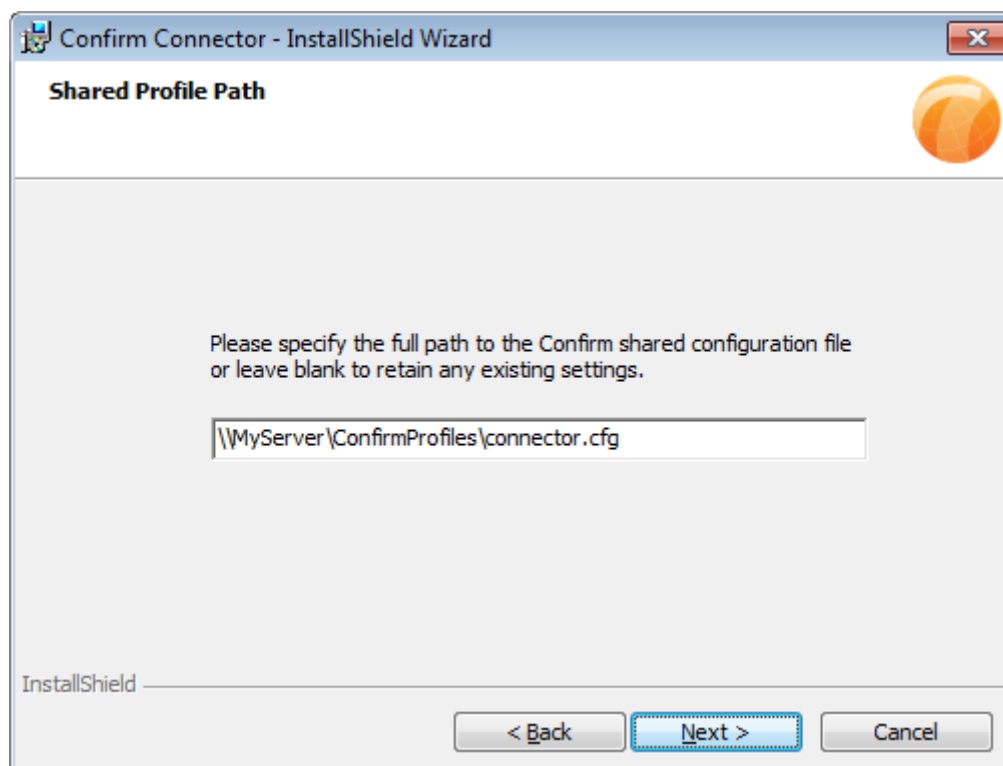 Confirm Connector - InstallShield Wizard
Shared Profile Path
Please specify the full path to the Confirm shared configuration file
or leave blank to retain any existing settings.
\\MyServer\ConfirmProfiles\connector.cfg
InstallShield
< Back
Next >
Cancel